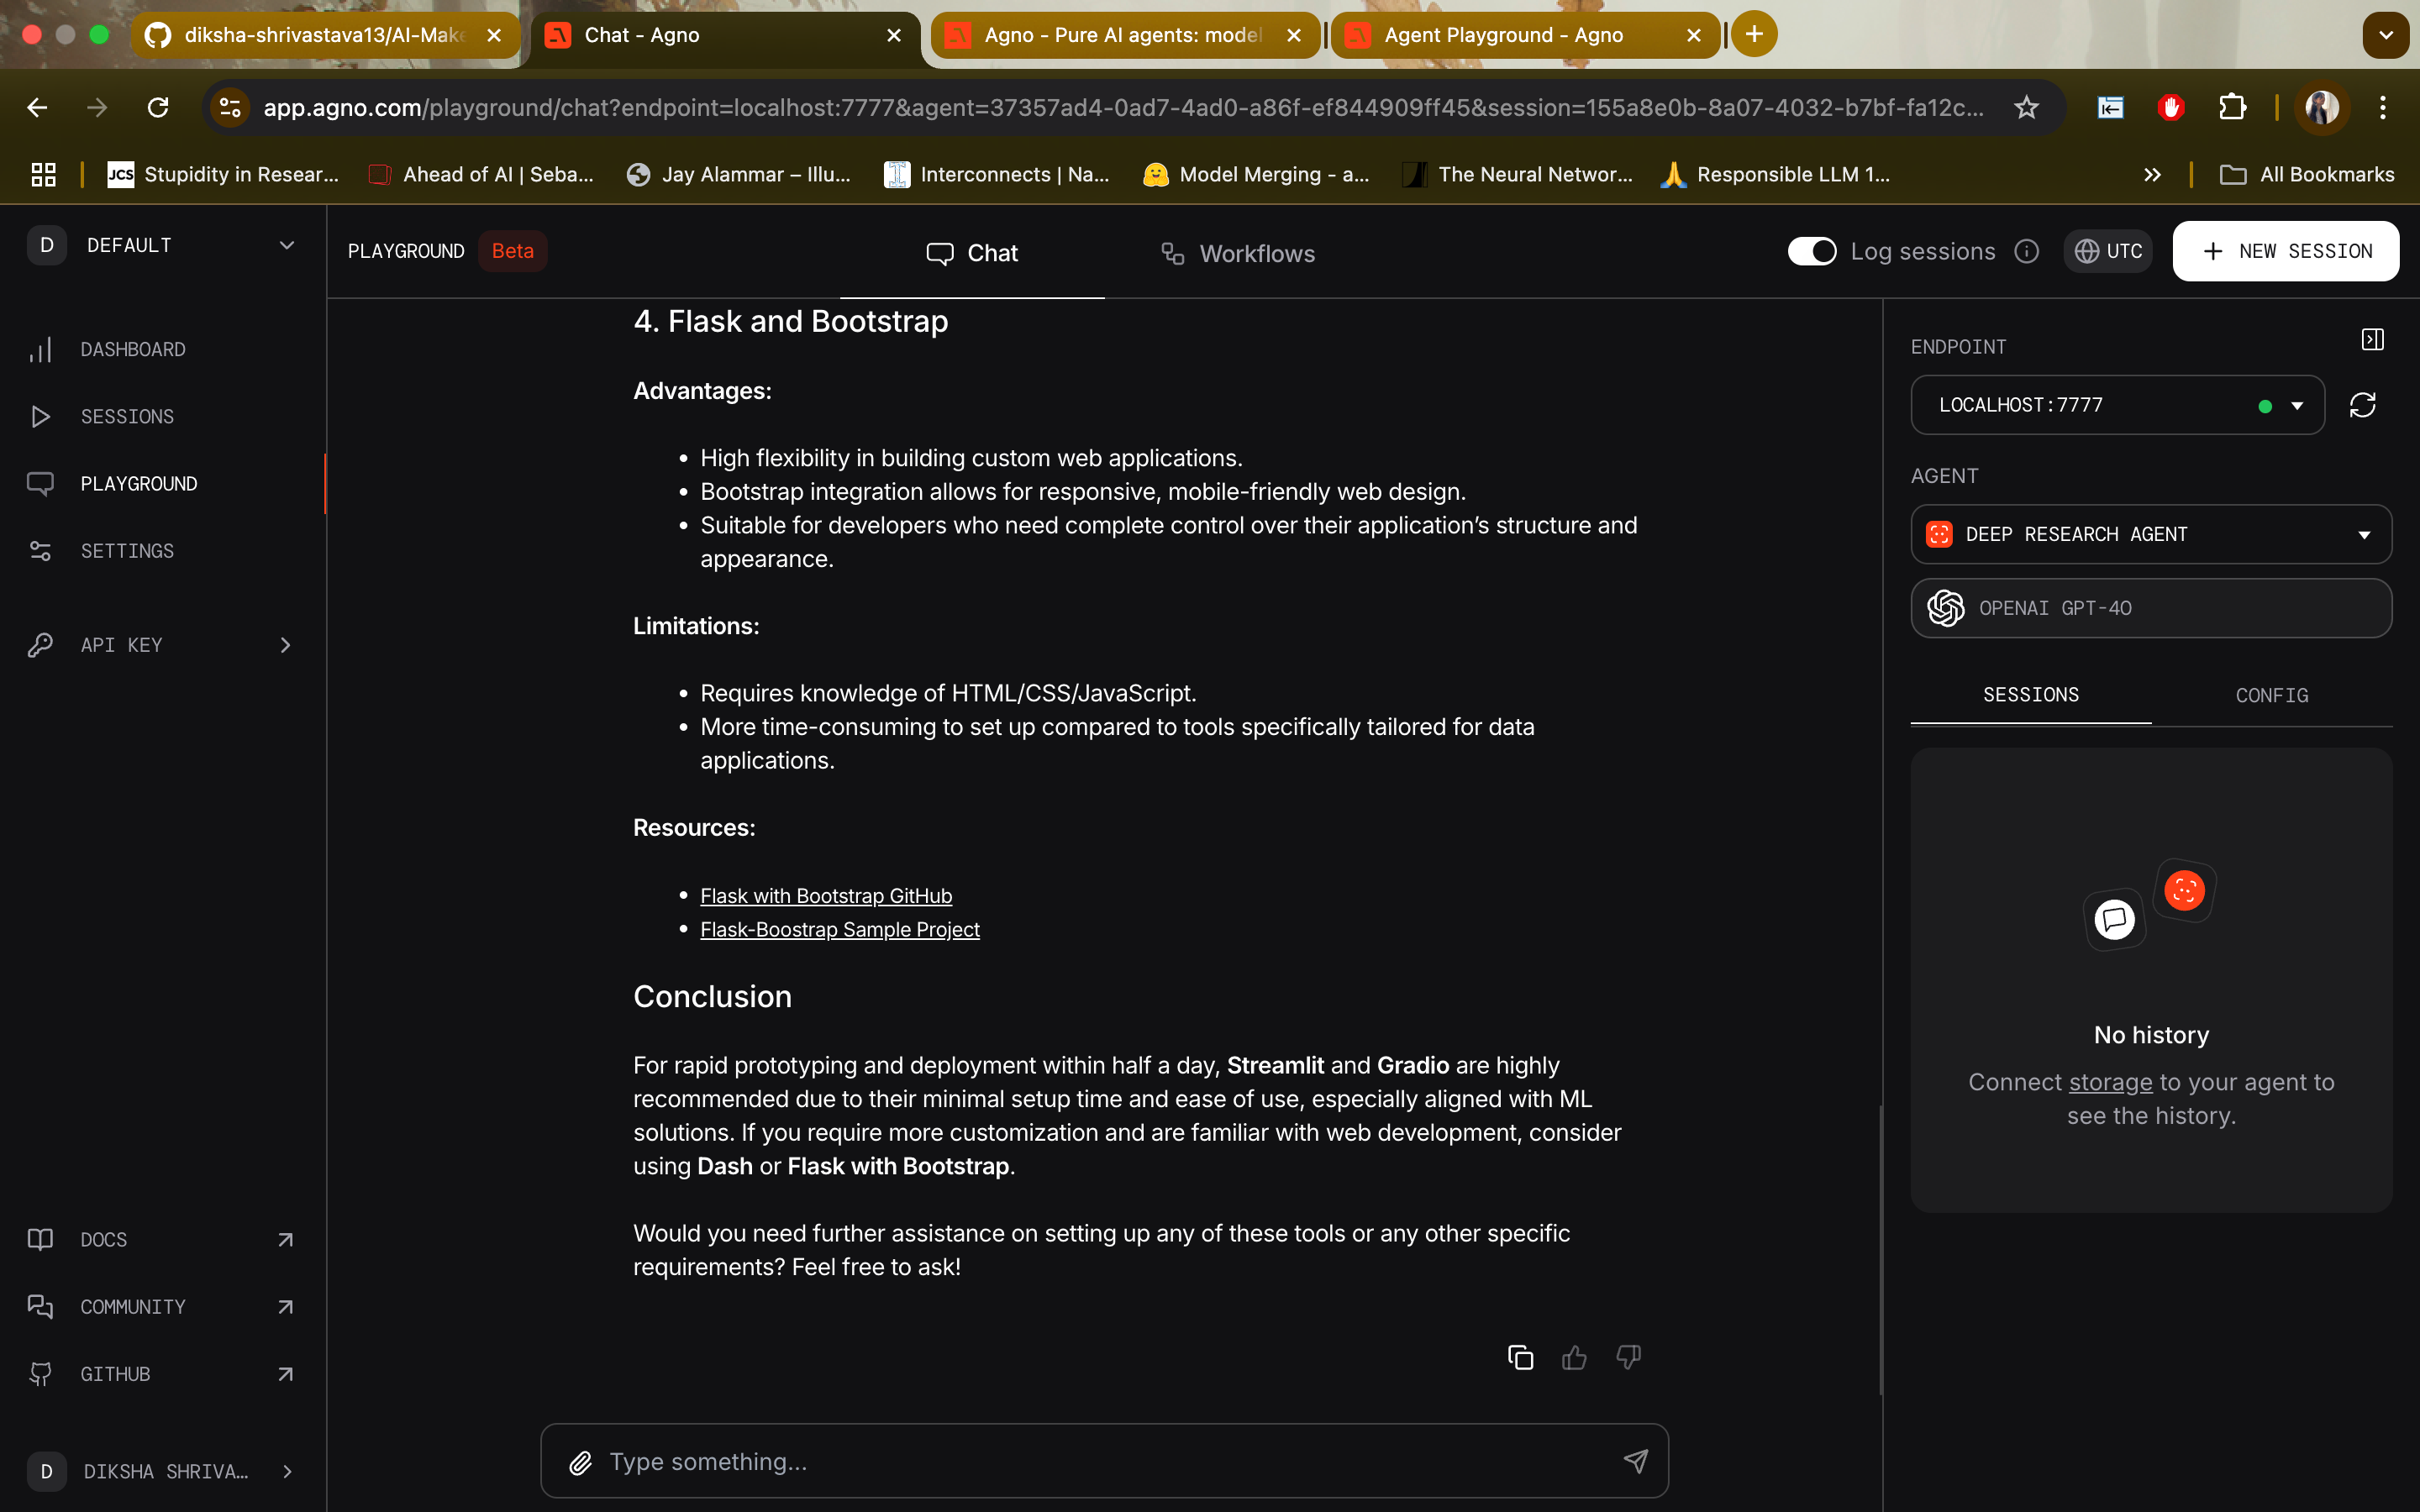 diksha-shrivastava13/AI-Make
Chat - Agno
Agno - Pure AI agents: model
Agent Playground - Agno
app.agno.com/playground/chat?endpoint=localhost:7777&agent=37357ad4-0ad7-4ad0-a86f-ef844909ff45&session=155a8e0b-8a07-4032-b7bf-fa12c...
JCS
Stupidity in Resear...
Ahead of AI | Seba...
Jay Alammar – Illu...
Interconnects | Na...
Model Merging - a...
The Neural Networ...
Responsible LLM 1...
All Bookmarks
D
DEFAULT
PLAYGROUND
Beta
Chat
Workflows
Log sessions
UTC
NEW SESSION
DASHBOARD
SESSIONS
PLAYGROUND
SETTINGS
API KEY
DOCS
COMMUNITY
GITHUB
D
DIKSHA SHRIVA...
4. Flask and Bootstrap
Advantages:
• High flexibility in building custom web applications.
• Bootstrap integration allows for responsive, mobile-friendly web design.
• Suitable for developers who need complete control over their application’s structure and
appearance.
Limitations:
• Requires knowledge of HTML/CSS/JavaScript.
• More time-consuming to set up compared to tools specifically tailored for data
applications.
Resources:
• Flask with Bootstrap GitHub
• Flask-Boostrap Sample Project
Conclusion
For rapid prototyping and deployment within half a day, Streamlit and Gradio are highly
recommended due to their minimal setup time and ease of use, especially aligned with ML
solutions. If you require more customization and are familiar with web development, consider
using Dash or Flask with Bootstrap.
Would you need further assistance on setting up any of these tools or any other specific
requirements? Feel free to ask!
Type something...
ENDPOINT
LOCALHOST:7777
AGENT
DEEP RESEARCH AGENT
OPENAI GPT-4O
SESSIONS
CONFIG
No history
Connect storage to your agent to
see the history.